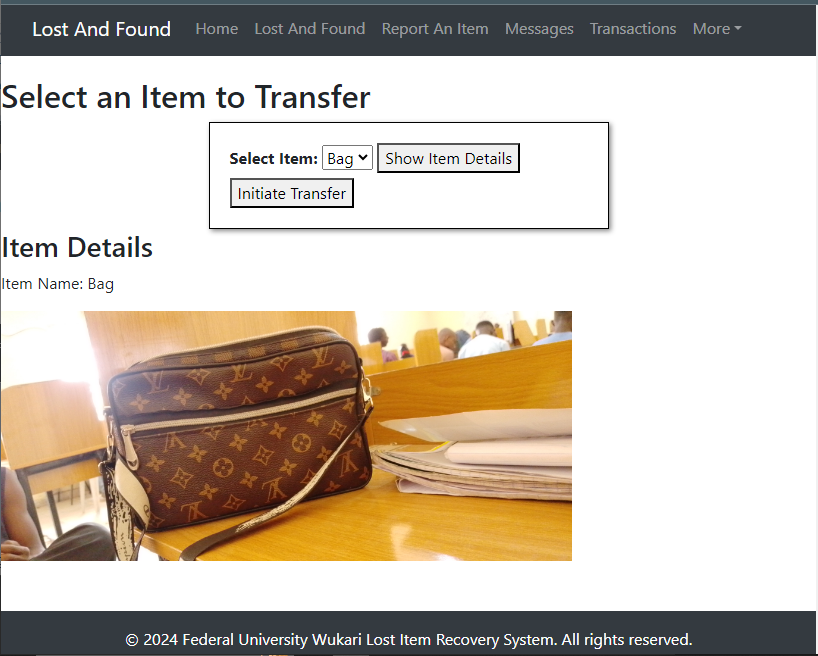 Lost And Found Home Lost And Found Report An Item Messages Transactions More
Select an Item to Transfer
Select Item: Bag Show Item Details
Initiate Transfer
Item Details
Item Name: Bag
© 2024 Federal University Wukari Lost Item Recovery System. All rights reserved.